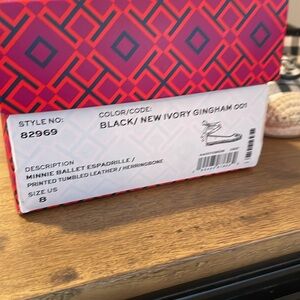 STYLE NO:
82969
COLOR/CODE:
BLACK/ NEW IVORY GINGHAM 001
DESCRIPTION
MINNIE BALLET ESPADRILLE /
PRINTED TUMBLED LEATHER / HERRINGBONE
SIZE US
8